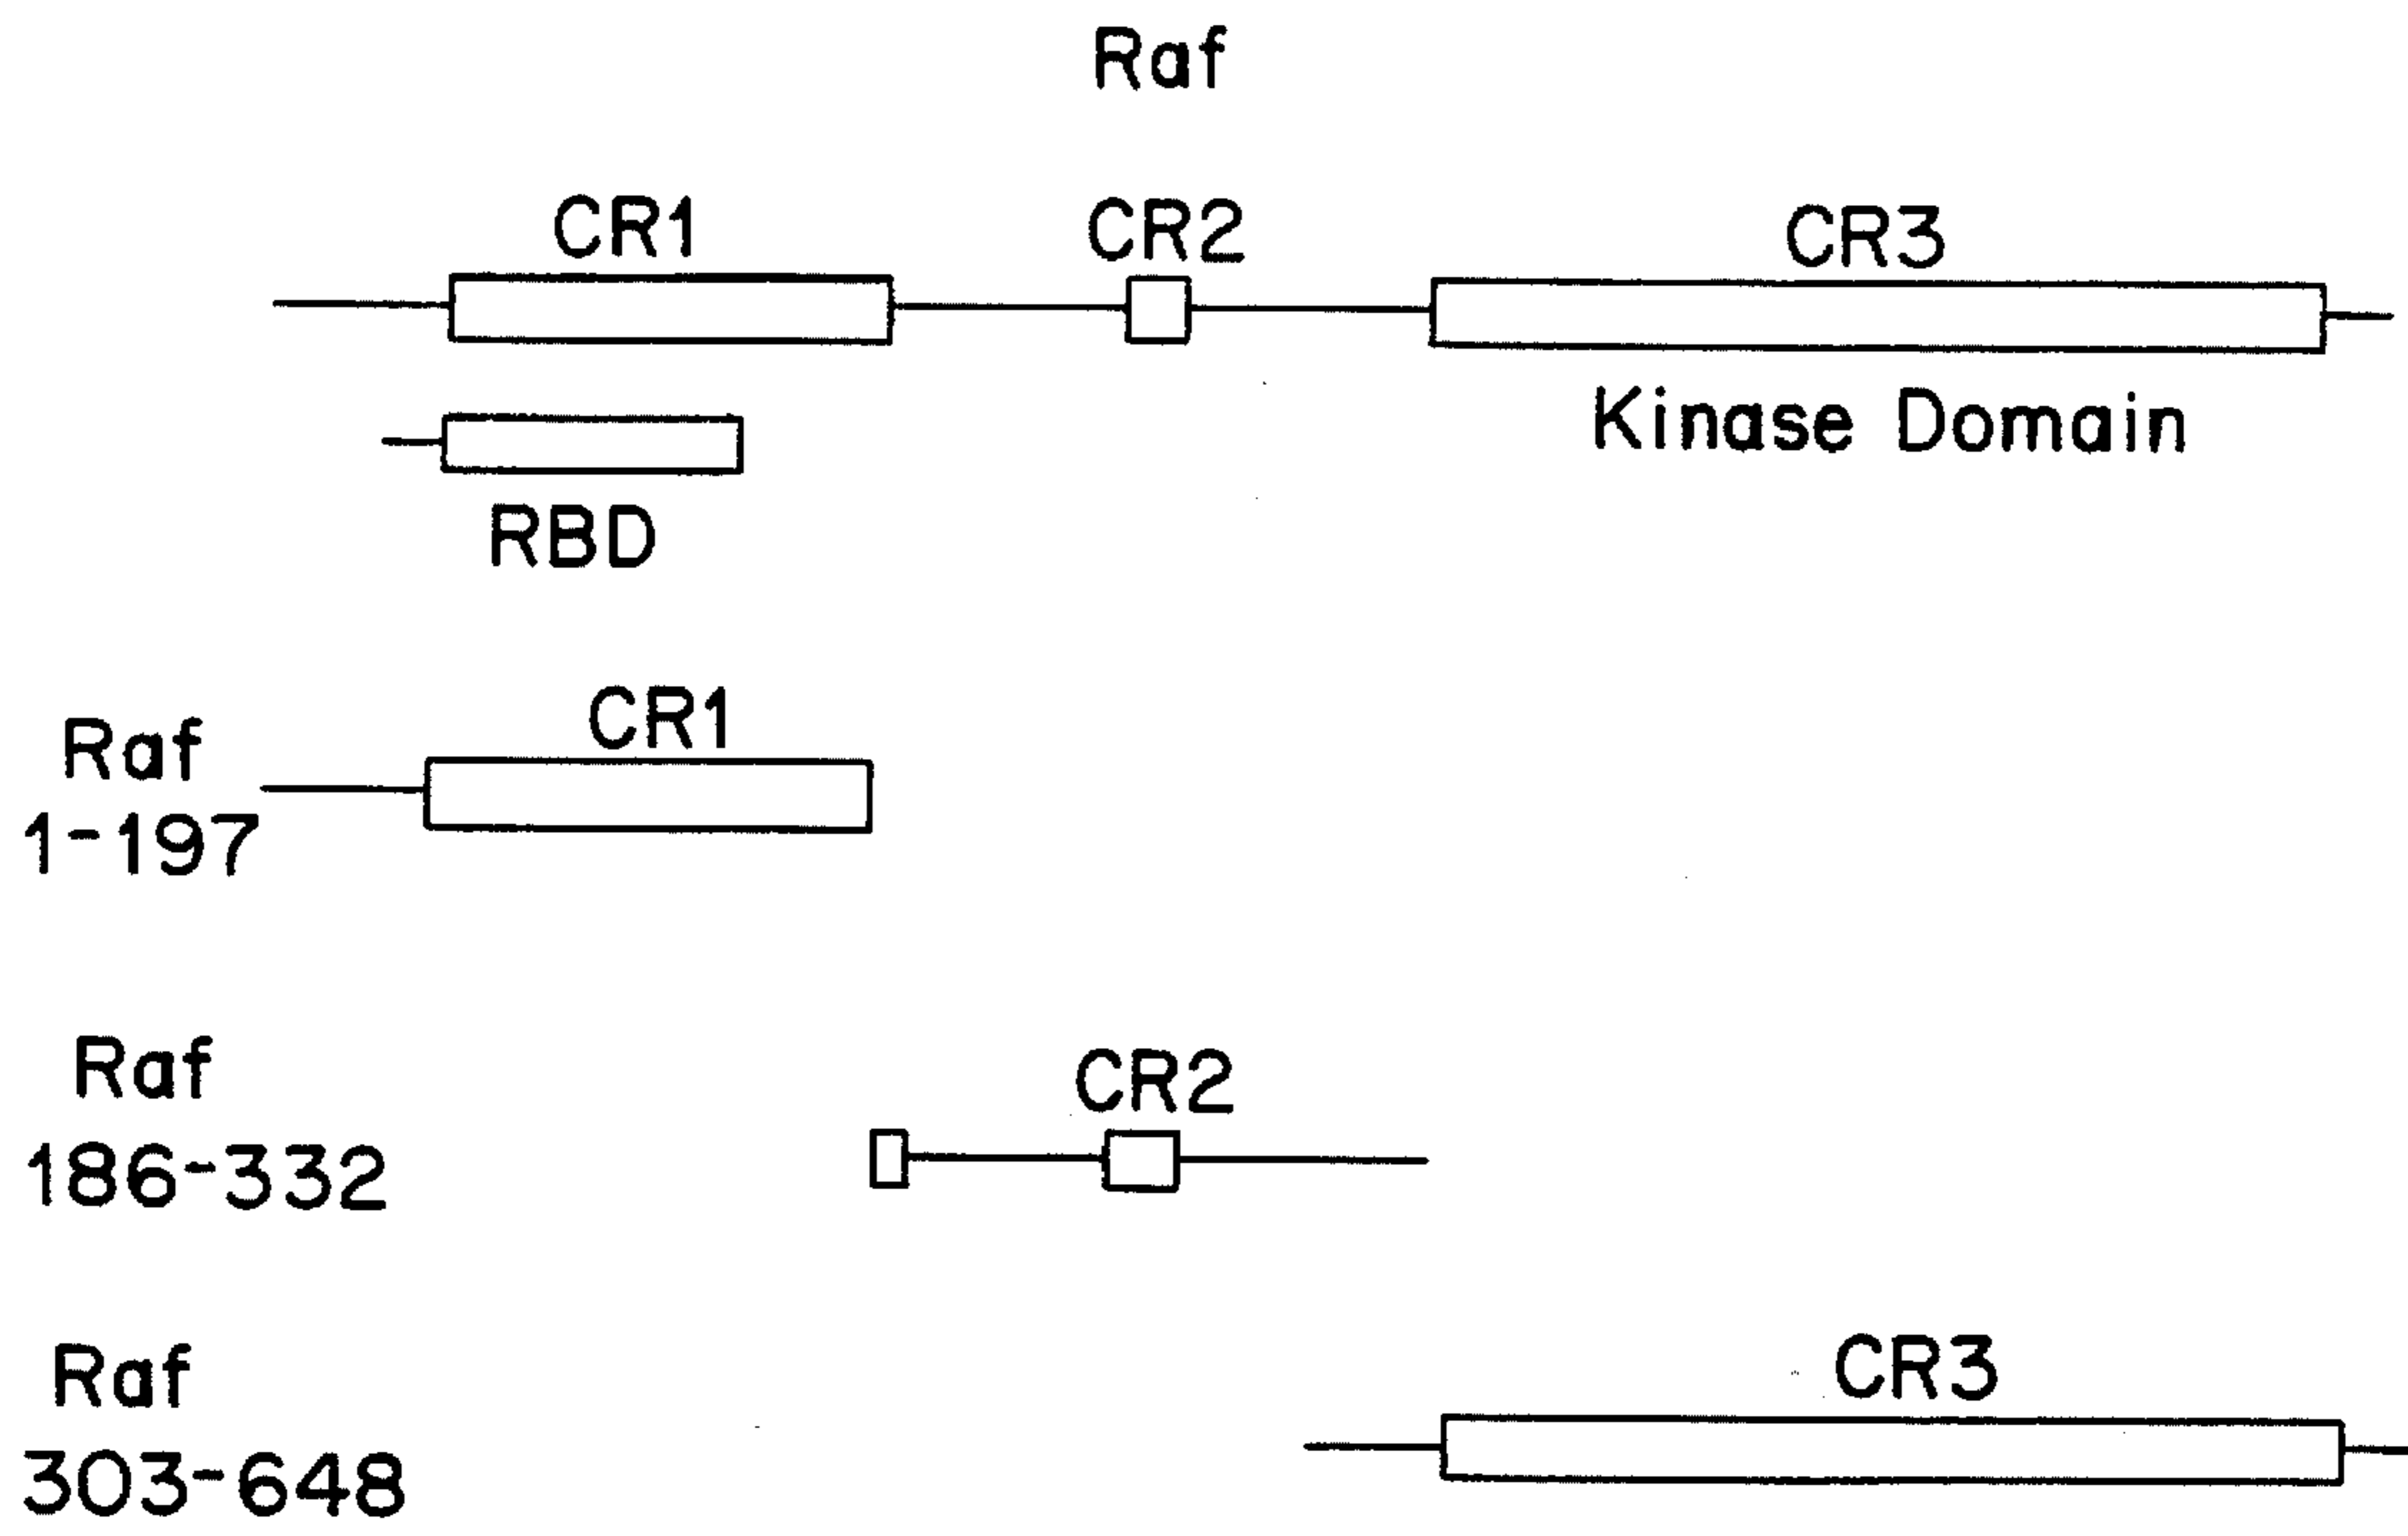 Raf
CR1 CR2 CR3
Kinase Domain
RBD
CR1
Raf
1-197
Raf
CR2
186-332
Raf
CR3
303-648